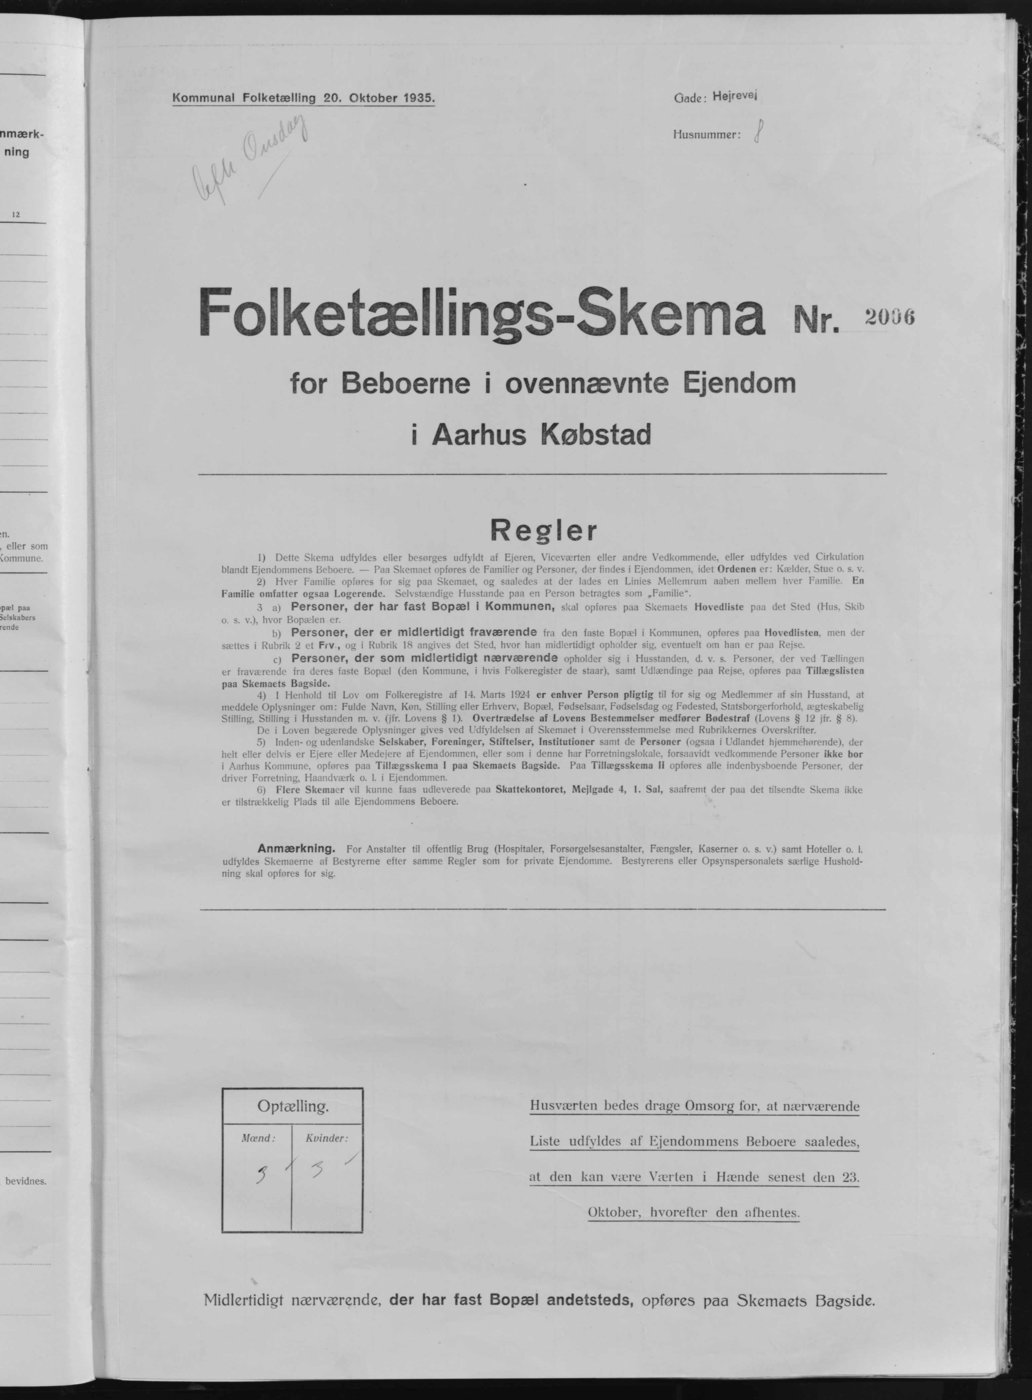 nmærk-
ning
12
en.
, eller som
Kommune.
opæl paa
Selskabers
rende
bevidnes.
Kommunal Folketælling 20. Oktober 1935.
Gade: Hejrevej
Husnummer: 8
Onsdag
Folketællings-Skema Nr. 2006
for Beboerne i ovennævnte Ejendom
i Aarhus Købstad
Regler
1) Dette Skema udfyldes eller besørges udfyldt af Ejeren, Viceværten eller andre Vedkommende, eller udfyldes ved Cirkulation
blandt Ejendommens Beboere. — Paa Skemaet opføres de Familier og Personer, der findes i Ejendommen, idet Ordenen er: Kælder, Stue o. s. v.
2) Hver Familie opføres for sig paa Skemaet, og saaledes at der lades en Linies Mellemrum aaben mellem hver Familie. En
Familie omfatter ogsaa Logerende. Selvstændige Husstande paa en Person betragtes som „Familie“.
3 a) Personer, der har fast Bopæl i Kommunen, skal opføres paa Skemaets Hovedliste paa det Sted (Hus, Skib
o. s. v.), hvor Bopælen er.
b) Personer, der er midlertidigt fraværende fra den faste Bopæl i Kommunen, opføres paa Hovedlisten, men der
sættes i Rubrik 2 et Frv., og i Rubrik 18 angives det Sted, hvor han midlertidigt opholder sig, eventuelt om han er paa Rejse.
c) Personer, der som midlertidigt nærværende opholder sig i Husstanden, d. v. s. Personer, der ved Tællingen
er fraværende fra deres faste Bopæl (den Kommune, i hvis Folkeregister de staar), samt Udlændinge paa Rejse, opføres paa Tillægslisten
paa Skemaets Bagside.
4) I Henhold til Lov om Folkeregistre af 14. Marts 1924 er enhver Person pligtig til for sig og Medlemmer af sin Husstand, at
meddele Oplysninger om: Fulde Navn, Køn, Stilling eller Erhverv, Bopæl, Fødselsaar, Fødselsdag og Fødested, Statsborgerforhold, ægteskabelig
Stilling, Stilling i Husstanden m. v. (jfr. Lovens § 1). Overtrædelse af Lovens Bestemmelser medfører Bødestraf (Lovens § 12 jfr. § 8).
De i Loven begærede Oplysninger gives ved Udfyldelsen af Skemaet i Overensstemmelse med Rubrikkernes Overskrifter.
5) Inden- og udenlandske Selskaber, Foreninger, Stiftelser, Institutioner samt de Personer (ogsaa i Udlandet hjemmehørende), der
helt eller delvis er Ejere eller Medejere af Ejendommen, eller som i denne har Forretningslokale, forsaavidt vedkommende Personer ikke bor
i Aarhus Kommune, opføres paa Tillægsskema I paa Skemaets Bagside. Paa Tillægsskema II opføres alle indenbysboende Personer, der
driver Forretning, Haandværk o. l. i Ejendommen.
6) Flere Skemaer vil kunne faas udleverede paa Skattekontoret, Mejlgade 4, 1. Sal, saafremt der paa det tilsendte Skema ikke
er tilstrækkelig Plads til alle Ejendommens Beboere.
Anmærkning. For Anstalter til offentlig Brug (Hospitaler, Forsørgelsesanstalter, Fængsler, Kaserner o. s. v.) samt Hoteller o. l.
udfyldes Skemaerne af Bestyrerne efter samme Regler som for private Ejendomme. Bestyrerens eller Opsynspersonalets særlige Hushold-
ning skal opføres for sig.
Optælling.
Mænd: Kvinder:
3 3
Husværten bedes drage Omsorg for, at nærværende
Liste udfyldes af Ejendommens Beboere saaledes,
at den kan være Værten i Hænde senest den 23.
Oktober, hvorefter den afhentes.
Midlertidigt nærværende, der har fast Bopæl andetsteds, opføres paa Skemaets Bagside.